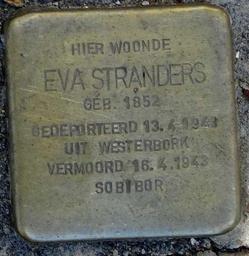 HIER WOONDE
EVA STRANDERS
GEB. 1852
GEDEPORTEERD 13.4.1943
UIT WESTERBORK
VERMOORD 16.4.1943
SOBIBOR